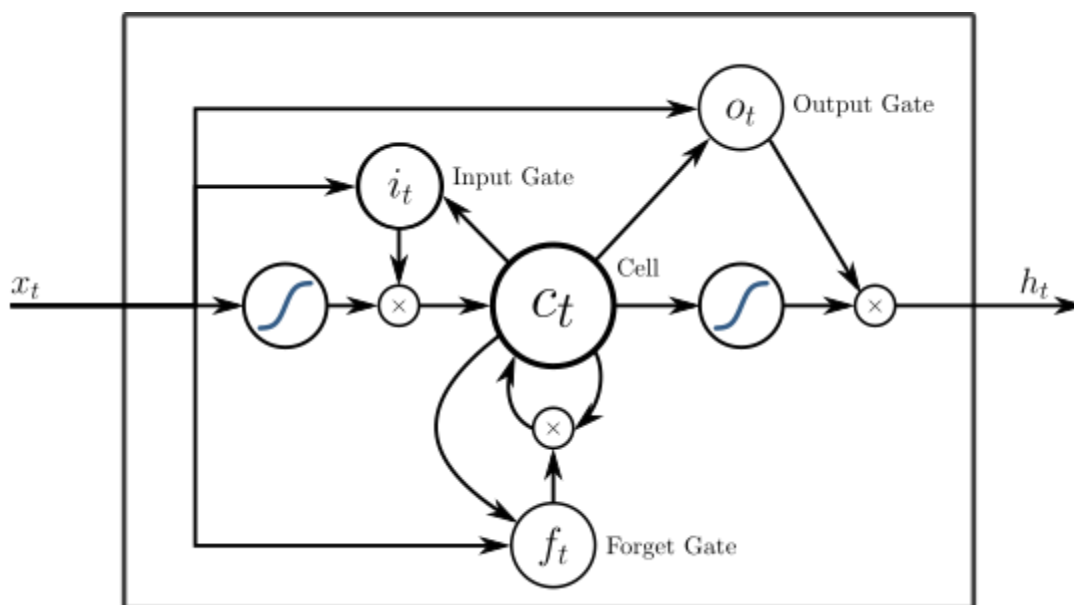 o_t Output Gate
i_t Input Gate
x_t
Cell
h_t
×
c_t
×
×
f_t Forget Gate